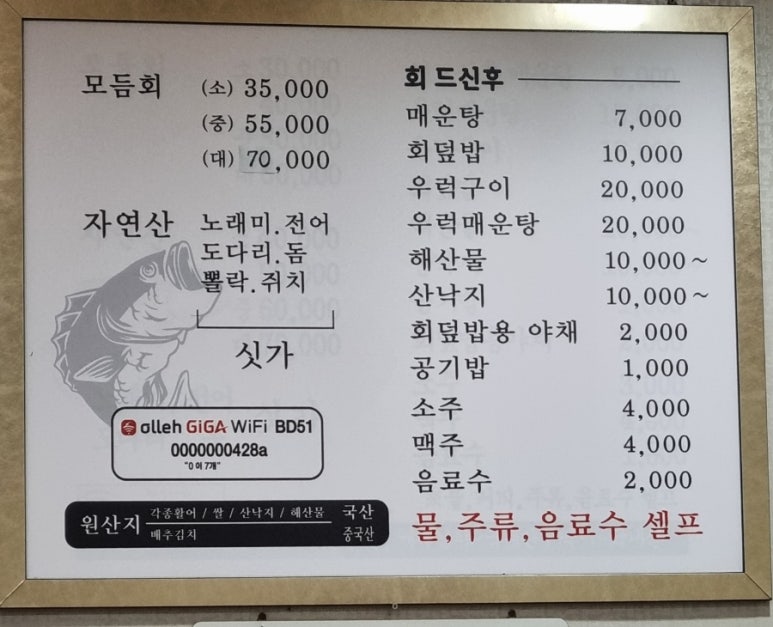 모듬회 (소) 35,000
(중) 55,000
(대) 70,000
자연산 노래미.전어
도다리.돔
뽈락.쥐치
싯가
olleh GiGA WiFi BD51
0000000428a
"0 이 7개"
원산지 각종활어 / 쌀 / 산낙지 / 해산물 국산
배추김치 중국산
회 드신후
매운탕 7,000
회덮밥 10,000
우럭구이 20,000
우럭매운탕 20,000
해산물 10,000~
산낙지 10,000~
회덮밥용 야채 2,000
공기밥 1,000
소주 4,000
맥주 4,000
음료수 2,000
물,주류,음료수 셀프